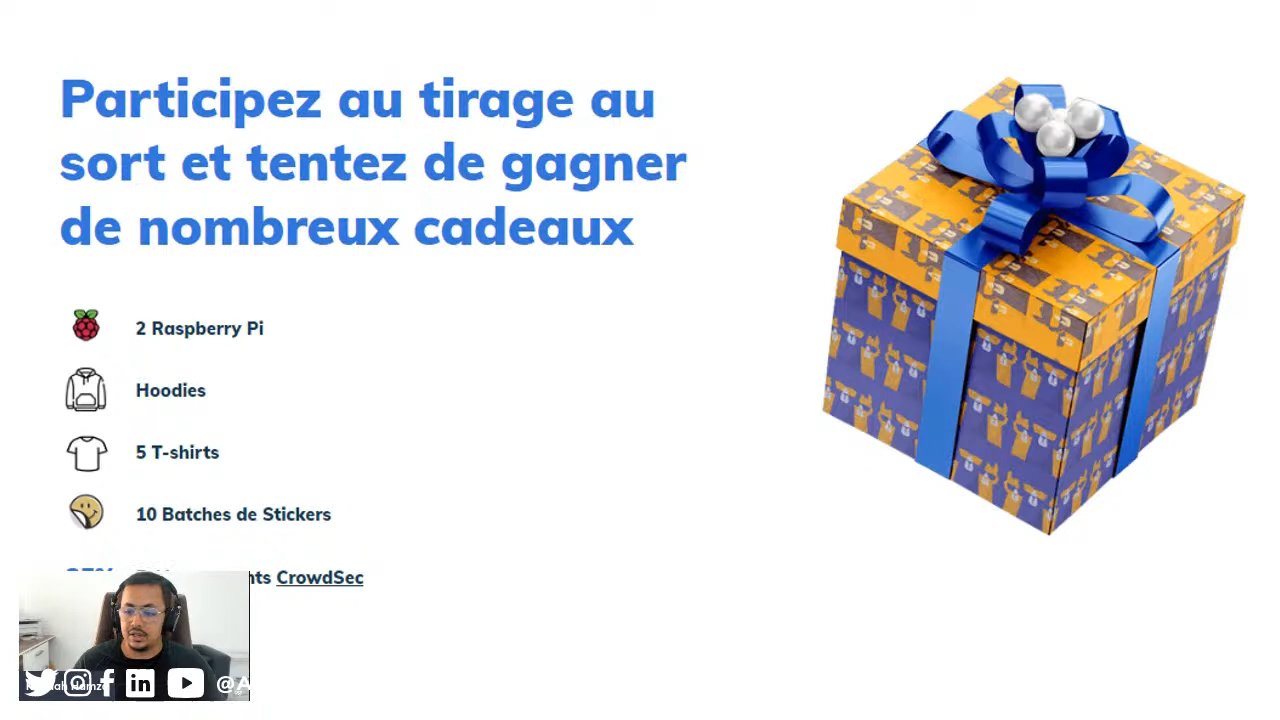 Participez au tirage au
sort et tentez de gagner
de nombreux cadeaux
2 Raspberry Pi
Hoodies
5 T-shirts
10 Batches de Stickers
CrowdSec
in
@A